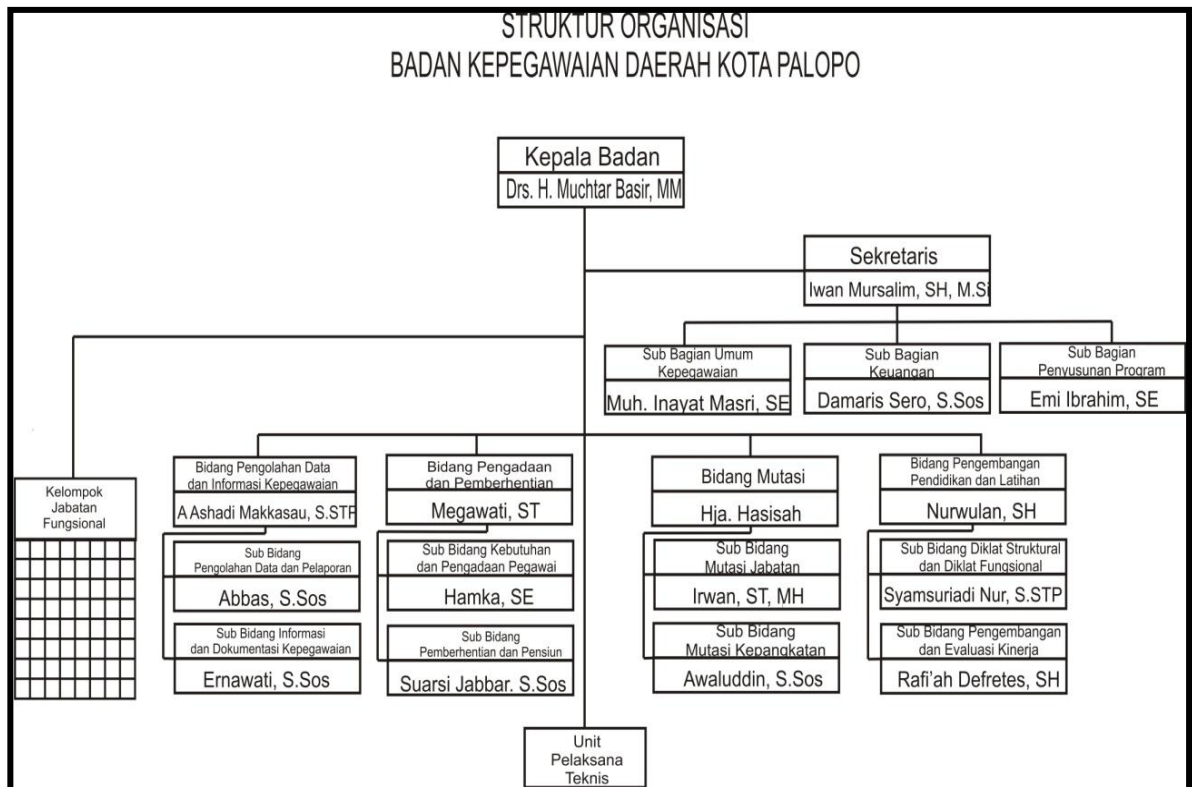 STRUKTUR ORGANISASI
BADAN KEPEGAWAIAN DAERAH KOTA PALOPO
Kepala Badan
Drs. H. Muchtar Basir, MM
Sekretaris
Iwan Mursalim, SH, M.Si
Sub Bagian Umum
Kepegawaian
Muh. Inayat Masri, SE
Sub Bagian
Keuangan
Damaris Sero, S.Sos
Sub Bagian
Penyusunan Program
Emi Ibrahim, SE
Kelompok
Jabatan
Fungsional
Bidang Pengolahan Data
dan Informasi Kepegawaian
A Ashadi Makkasau, S.STP
Sub Bidang
Pengolahan Data dan Pelaporan
Abbas, S.Sos
Sub Bidang Informasi
dan Dokumentasi Kepegawaian
Ernawati, S.Sos
Bidang Pengadaan
dan Pemberhentian
Megawati, ST
Sub Bidang Kebutuhan
dan Pengadaan Pegawai
Hamka, SE
Sub Bidang
Pemberhentian dan Pensiun
Suarsi Jabbar. S.Sos
Bidang Mutasi
Hja. Hasisah
Sub Bidang
Mutasi Jabatan
Irwan, ST, MH
Sub Bidang
Mutasi Kepangkatan
Awaluddin, S.Sos
Bidang Pengembangan
Pendidikan dan Latihan
Nurwulan, SH
Sub Bidang Diklat Struktural
dan Diklat Fungsional
Syamsuriadi Nur, S.STP
Sub Bidang Pengembangan
dan Evaluasi Kinerja
Rafi'ah Defretes, SH
Unit
Pelaksana
Teknis